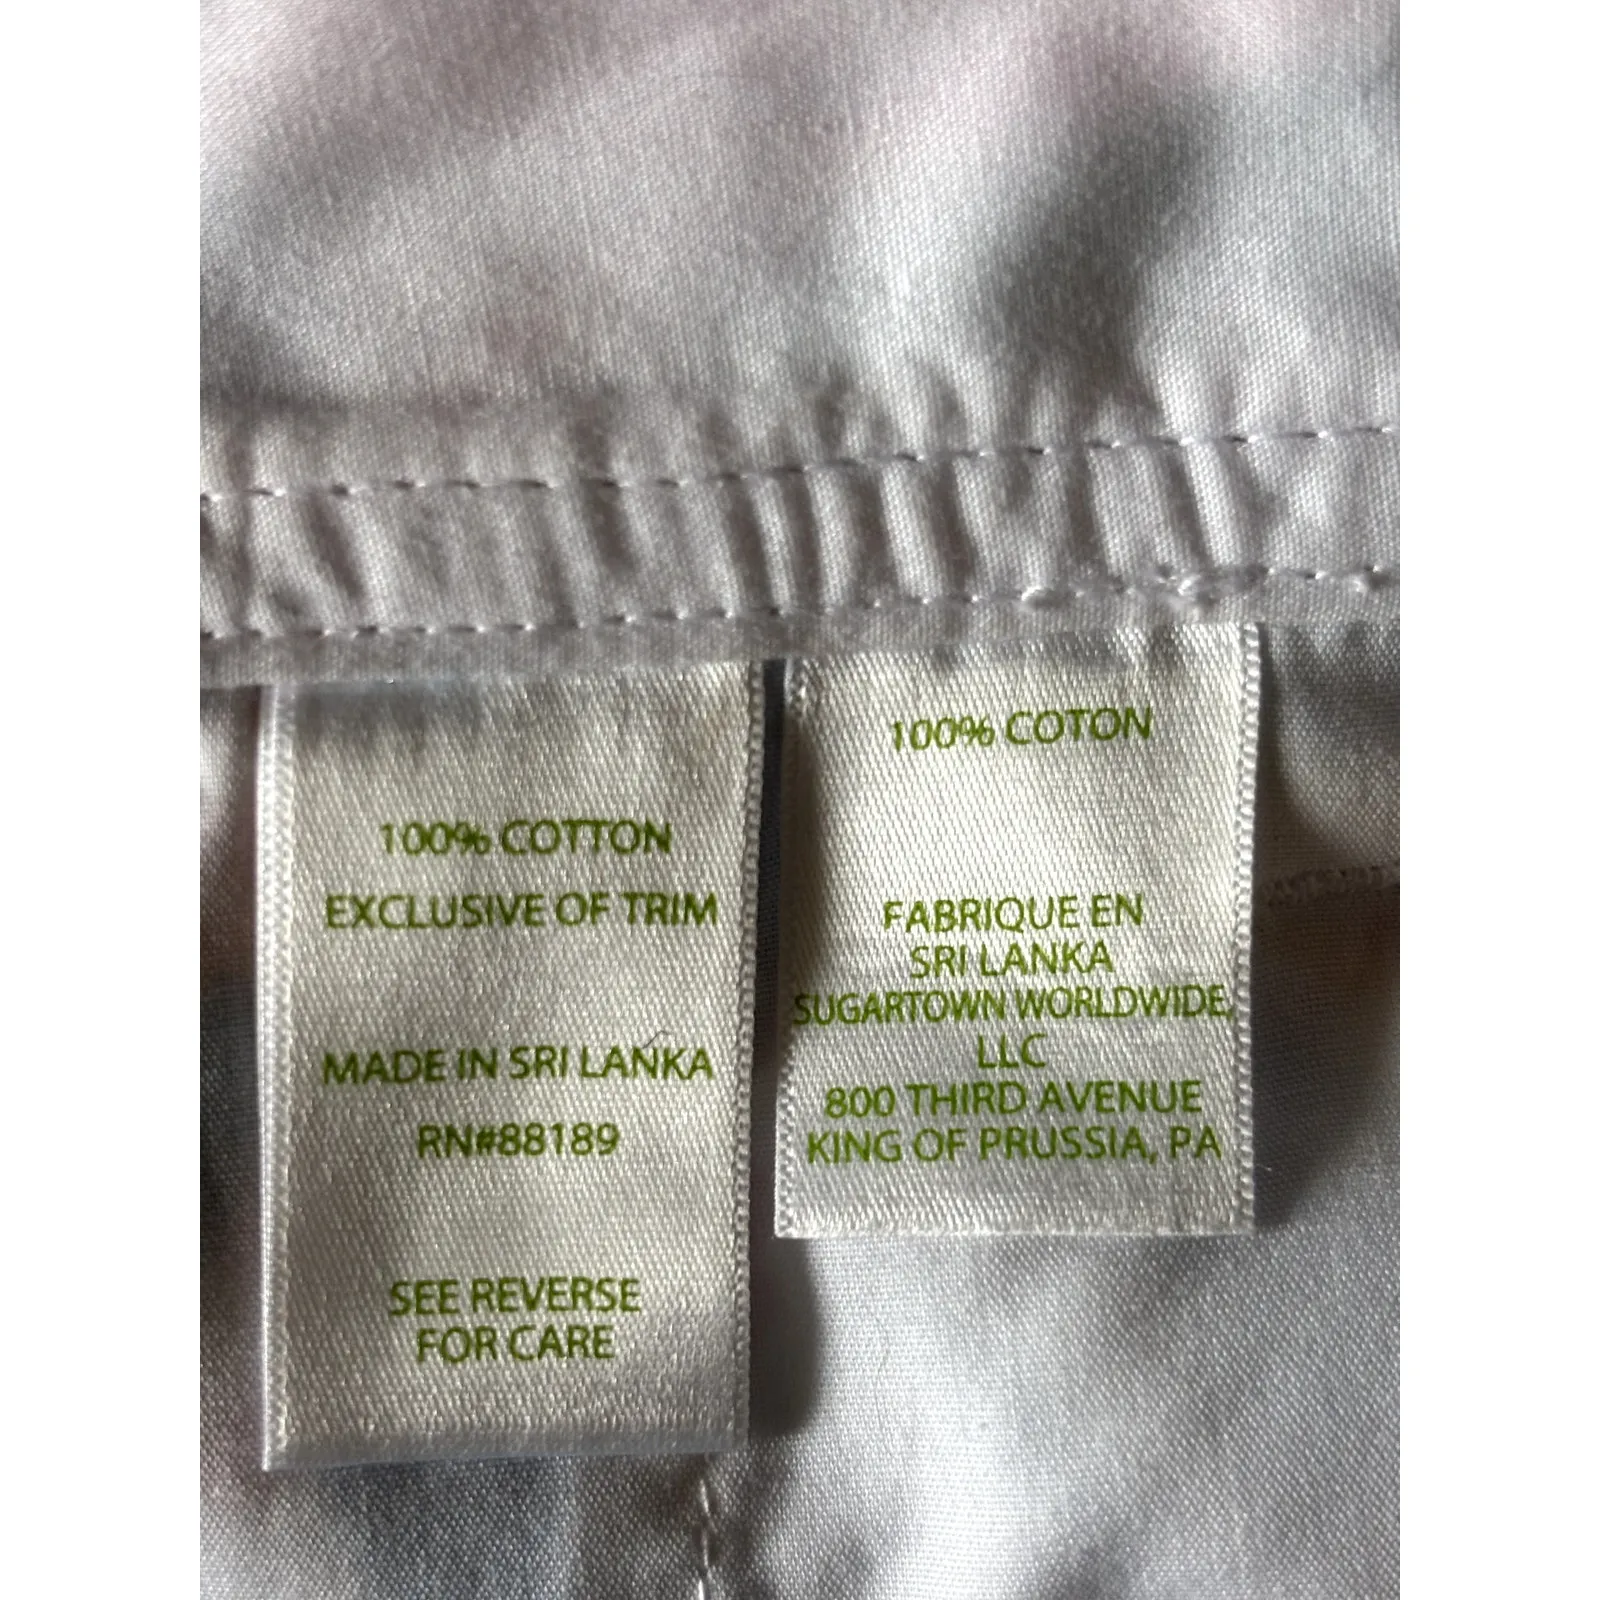 100% COTTON
EXCLUSIVE OF TRIM
MADE IN SRI LANKA
RN#88189
SEE REVERSE
FOR CARE
100% COTON
FABRIQUE EN
SRI LANKA
SUGARTOWN WORLDWIDE,
LLC
800 THIRD AVENUE
KING OF PRUSSIA, PA